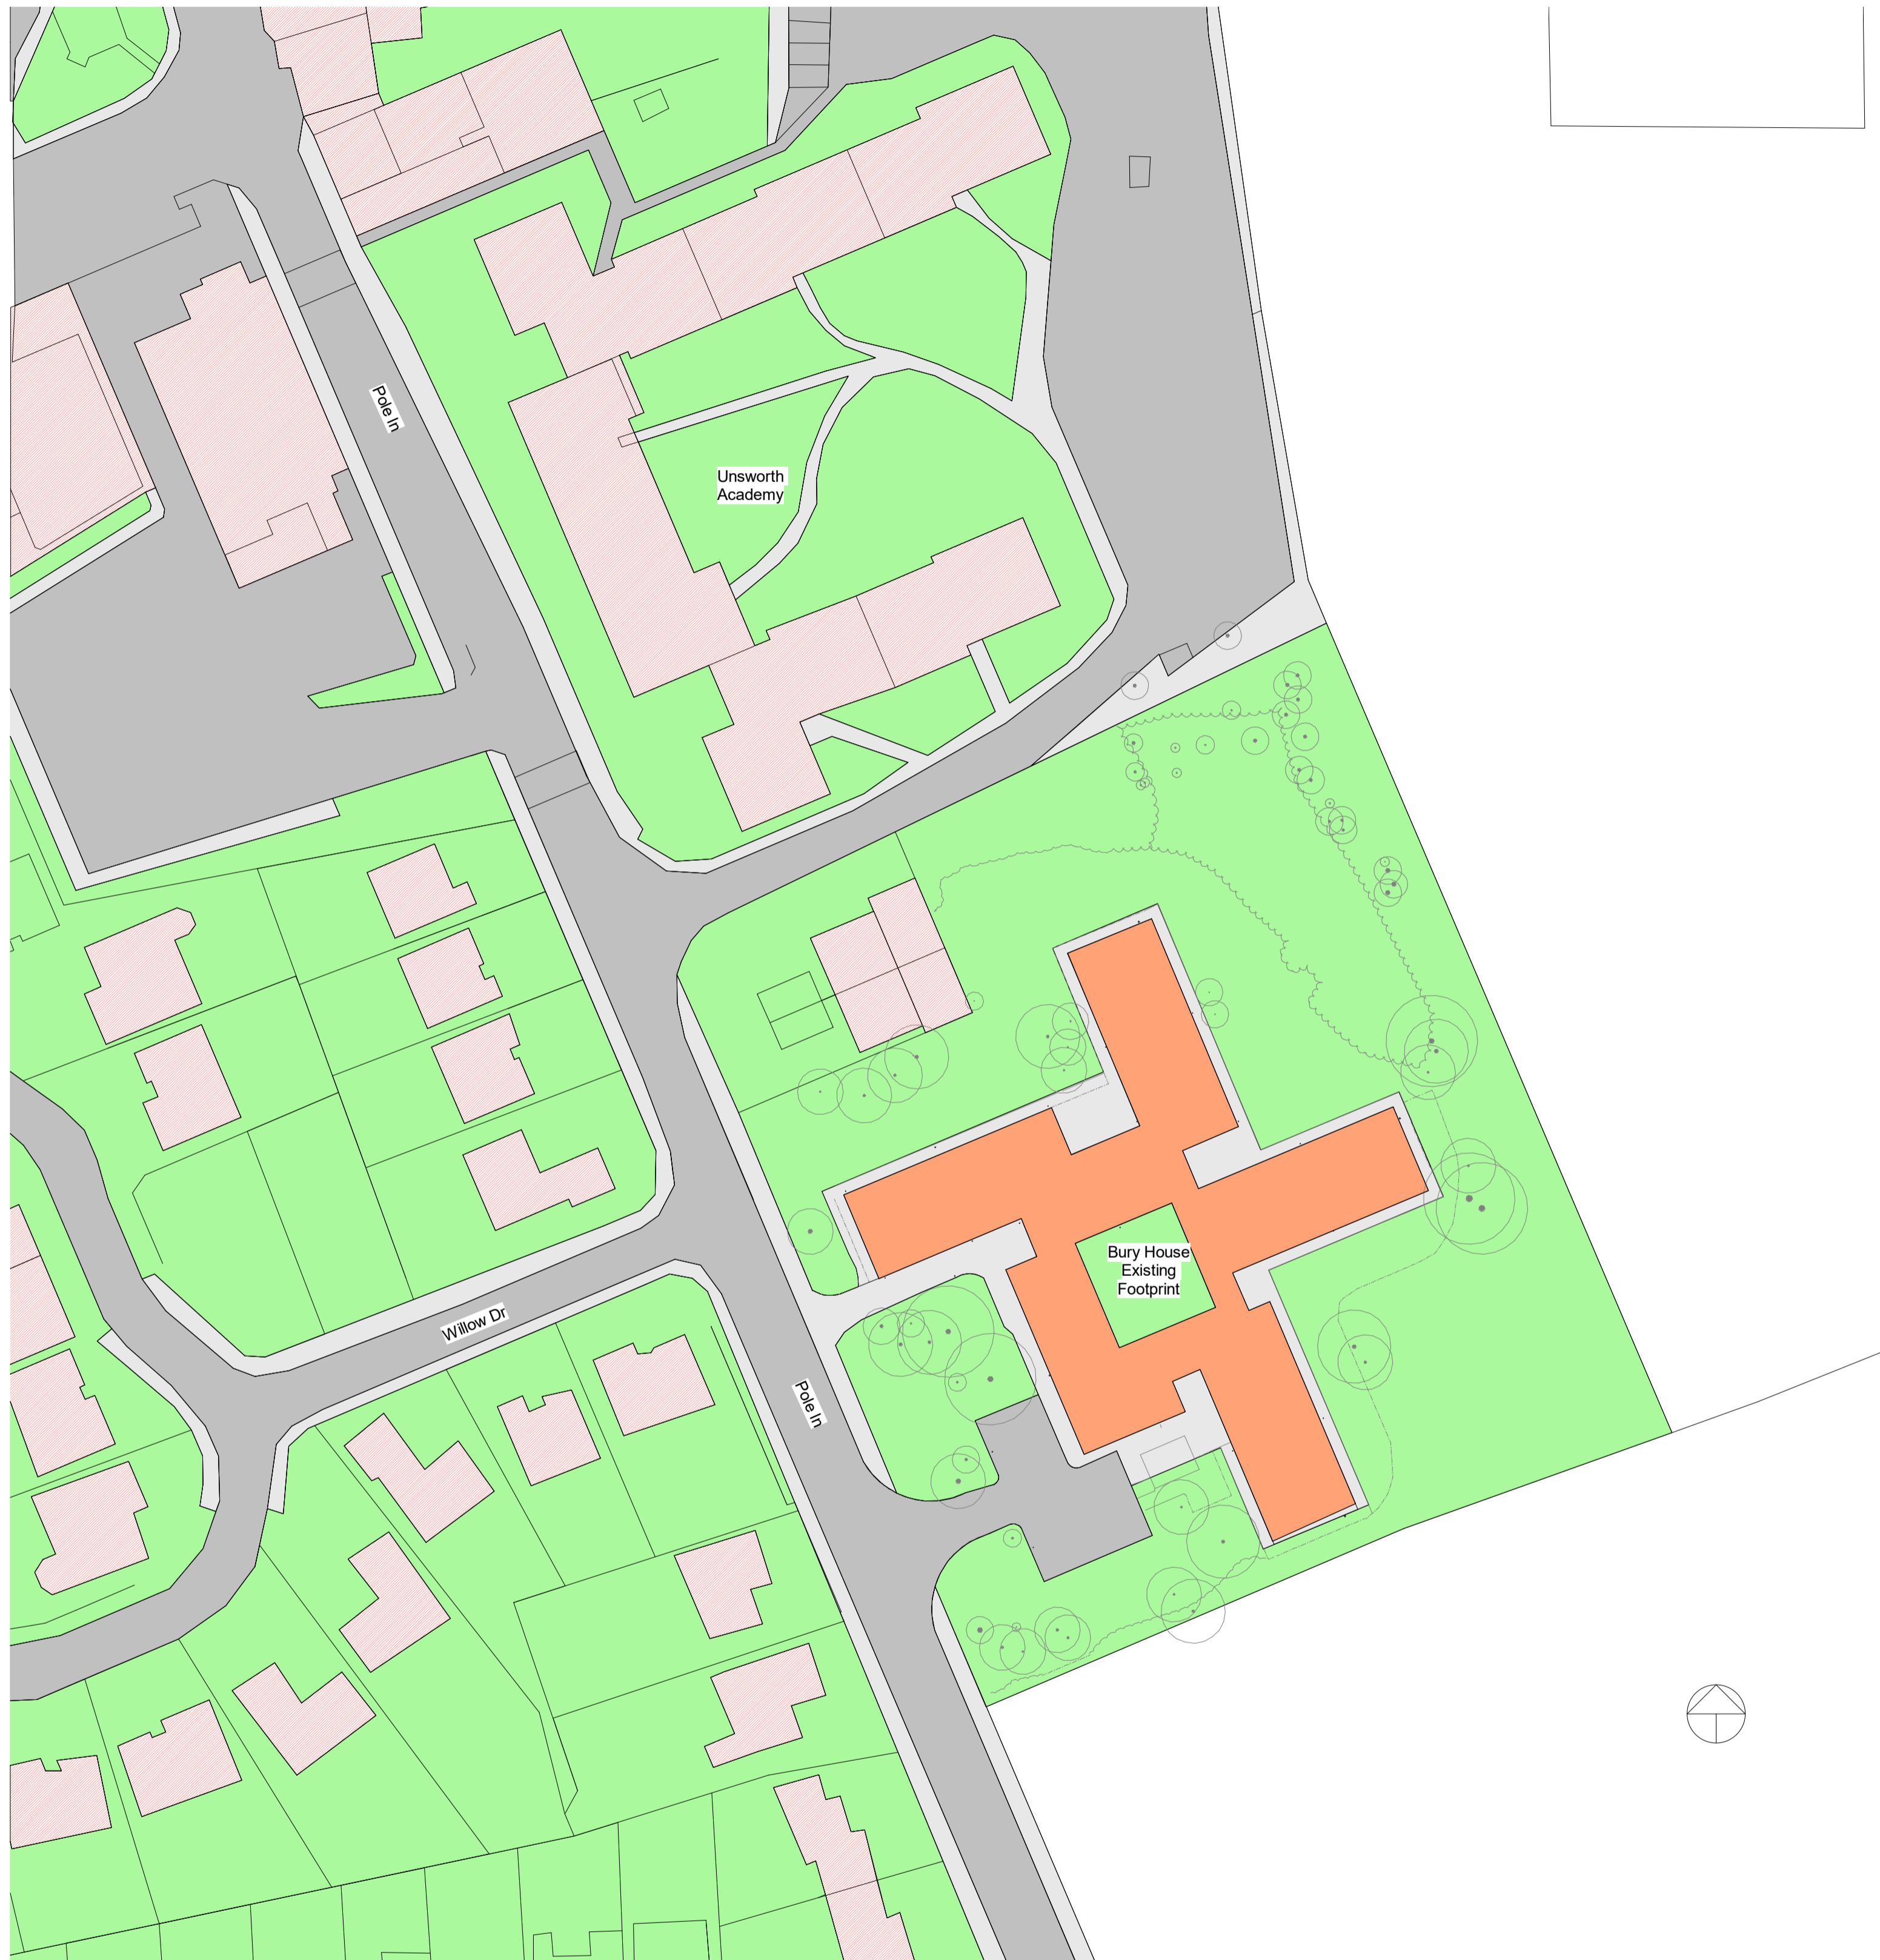 Pole ln
Unsworth
Academy
Bury House
Existing
Footprint
Willow Dr
Pole ln